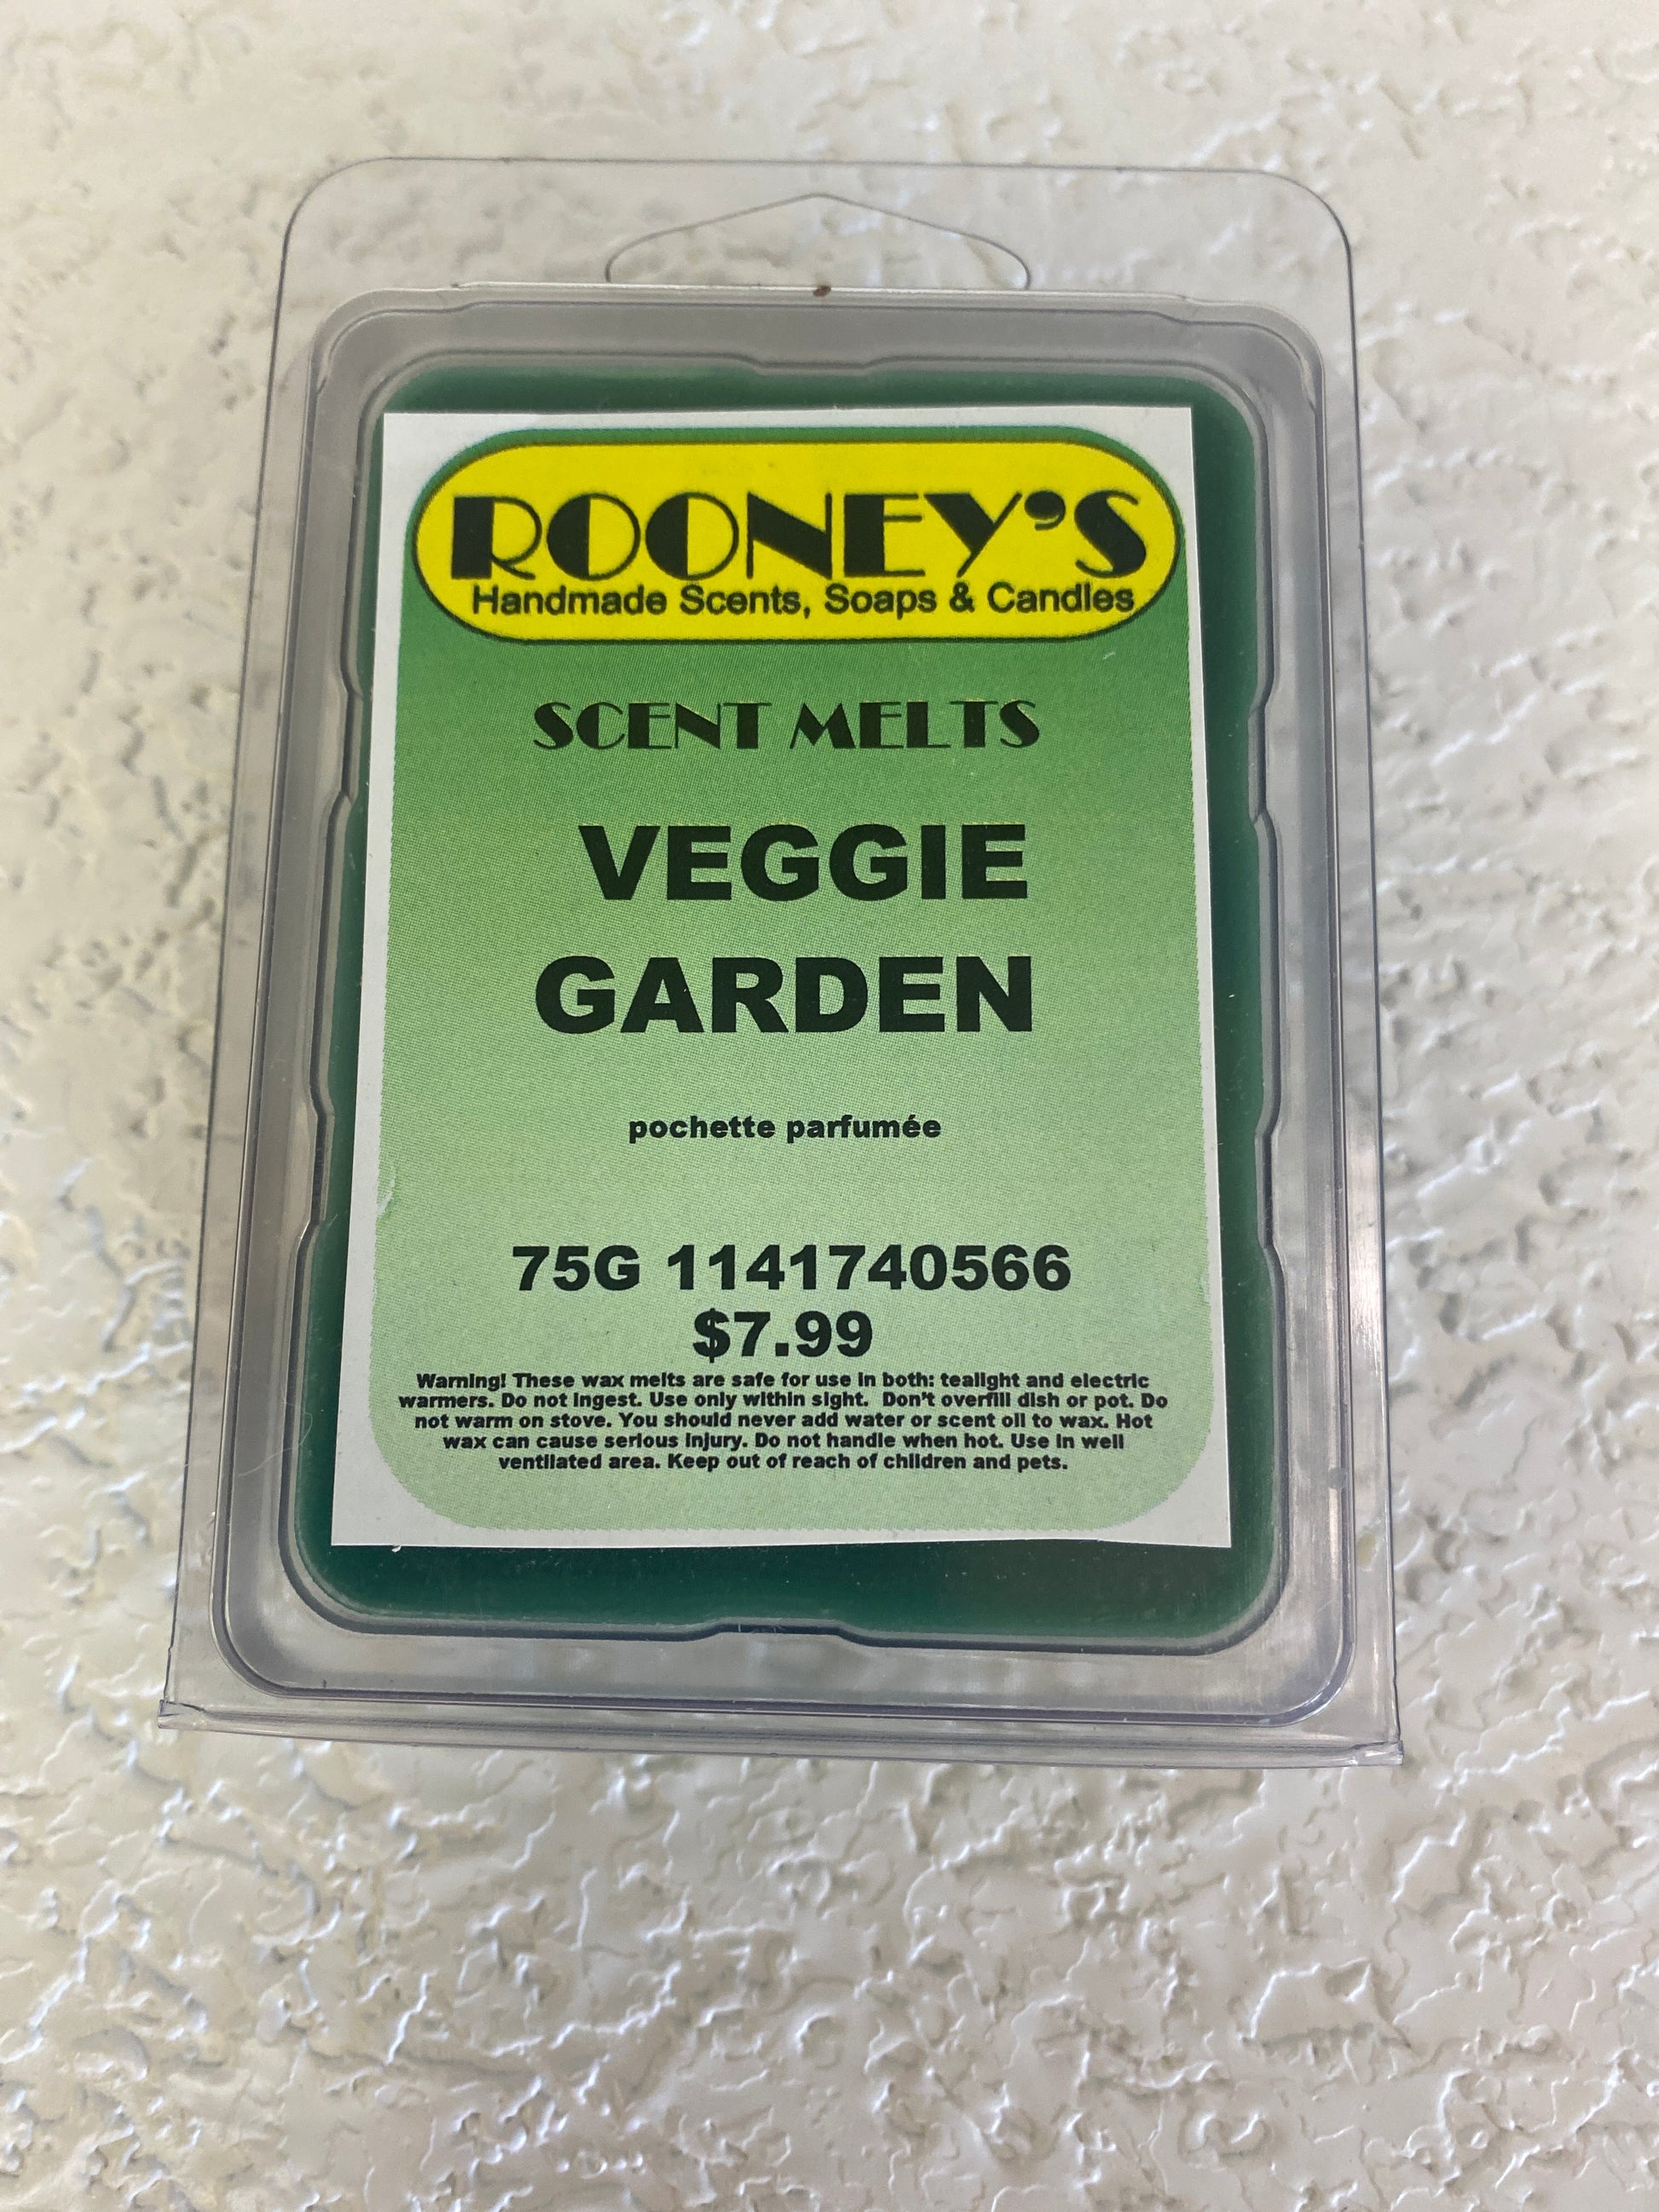 ROONEY'S
Handmade Scents, Soaps & Candles
SCENT MELTS
VEGGIE
GARDEN
pochette parfumée
75G 1141740566
$7.99
Warning! These wax melts are safe for use in both: tealight and electric
warmers. Do not ingest. Use only within sight. Don't overfill dish or pot. Do
not warm on stove. You should never add water or scent oil to wax. Hot
wax can cause serious injury. Do not handle when hot. Use in well
ventilated area. Keep out of reach of children and pets.